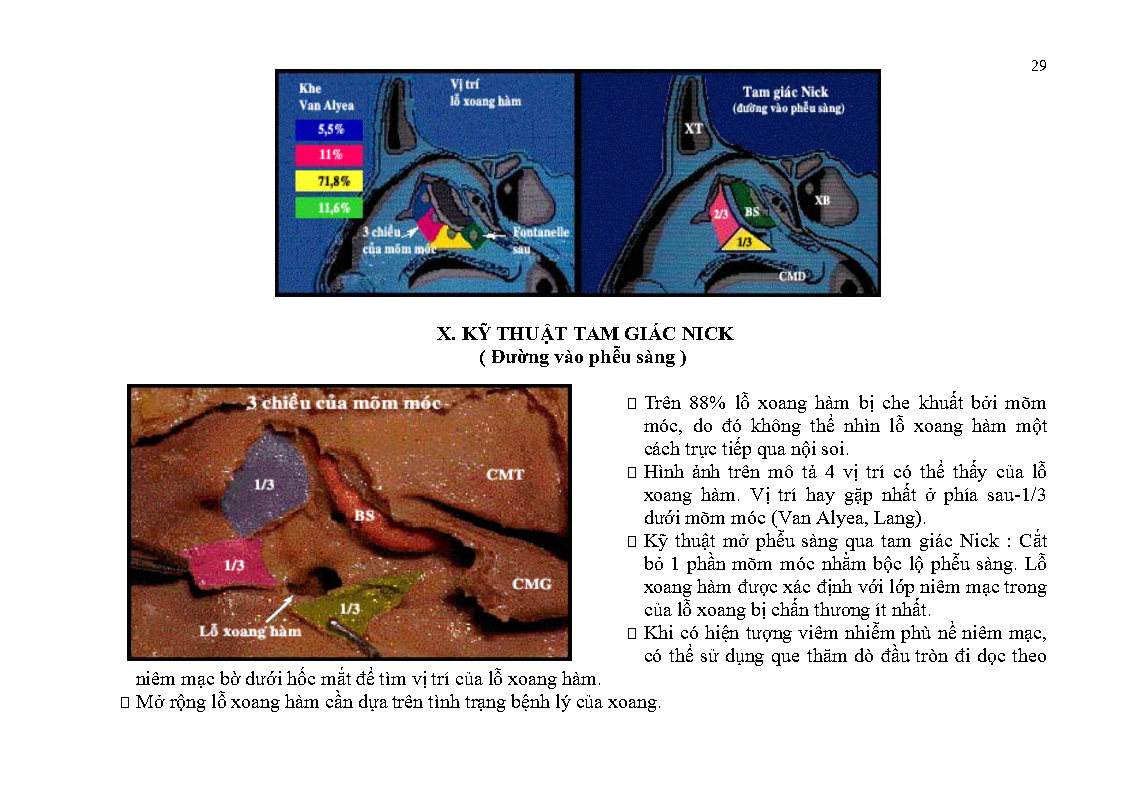 29
Khe
Van Alyea
5,5%
11%
71,8%
11,6%
Vị trí
lỗ xoang hàm
3 chiều
của mõm móc
Fontanelle
sau
Tam giác Nick
(đường vào phễu sàng)
XT
XB
2/3
BS
1/3
CMD
X. KỸ THUẬT TAM GIÁC NICK
( Đường vào phễu sàng )
3 chiều của mõm móc
1/3
CMT
BS
1/3
CMG
1/3
Lỗ xoang hàm
▯ Trên 88% lỗ xoang hàm bị che khuất bởi mõm
móc, do đó không thể nhìn lỗ xoang hàm một
cách trực tiếp qua nội soi.
▯ Hình ảnh trên mô tả 4 vị trí có thể thấy của lỗ
xoang hàm. Vị trí hay gặp nhất ở phía sau-1/3
dưới mõm móc (Van Alyea, Lang).
▯ Kỹ thuật mở phễu sàng qua tam giác Nick : Cắt
bỏ 1 phần mõm móc nhằm bộc lộ phễu sàng. Lỗ
xoang hàm được xác định với lớp niêm mạc trong
của lỗ xoang bị chấn thương ít nhất.
▯ Khi có hiện tượng viêm nhiễm phù nề niêm mạc,
có thể sử dụng que thăm dò đầu tròn đi dọc theo
niêm mạc bờ dưới hốc mắt để tìm vị trí của lỗ xoang hàm.
▯ Mở rộng lỗ xoang hàm cần dựa trên tình trạng bệnh lý của xoang.